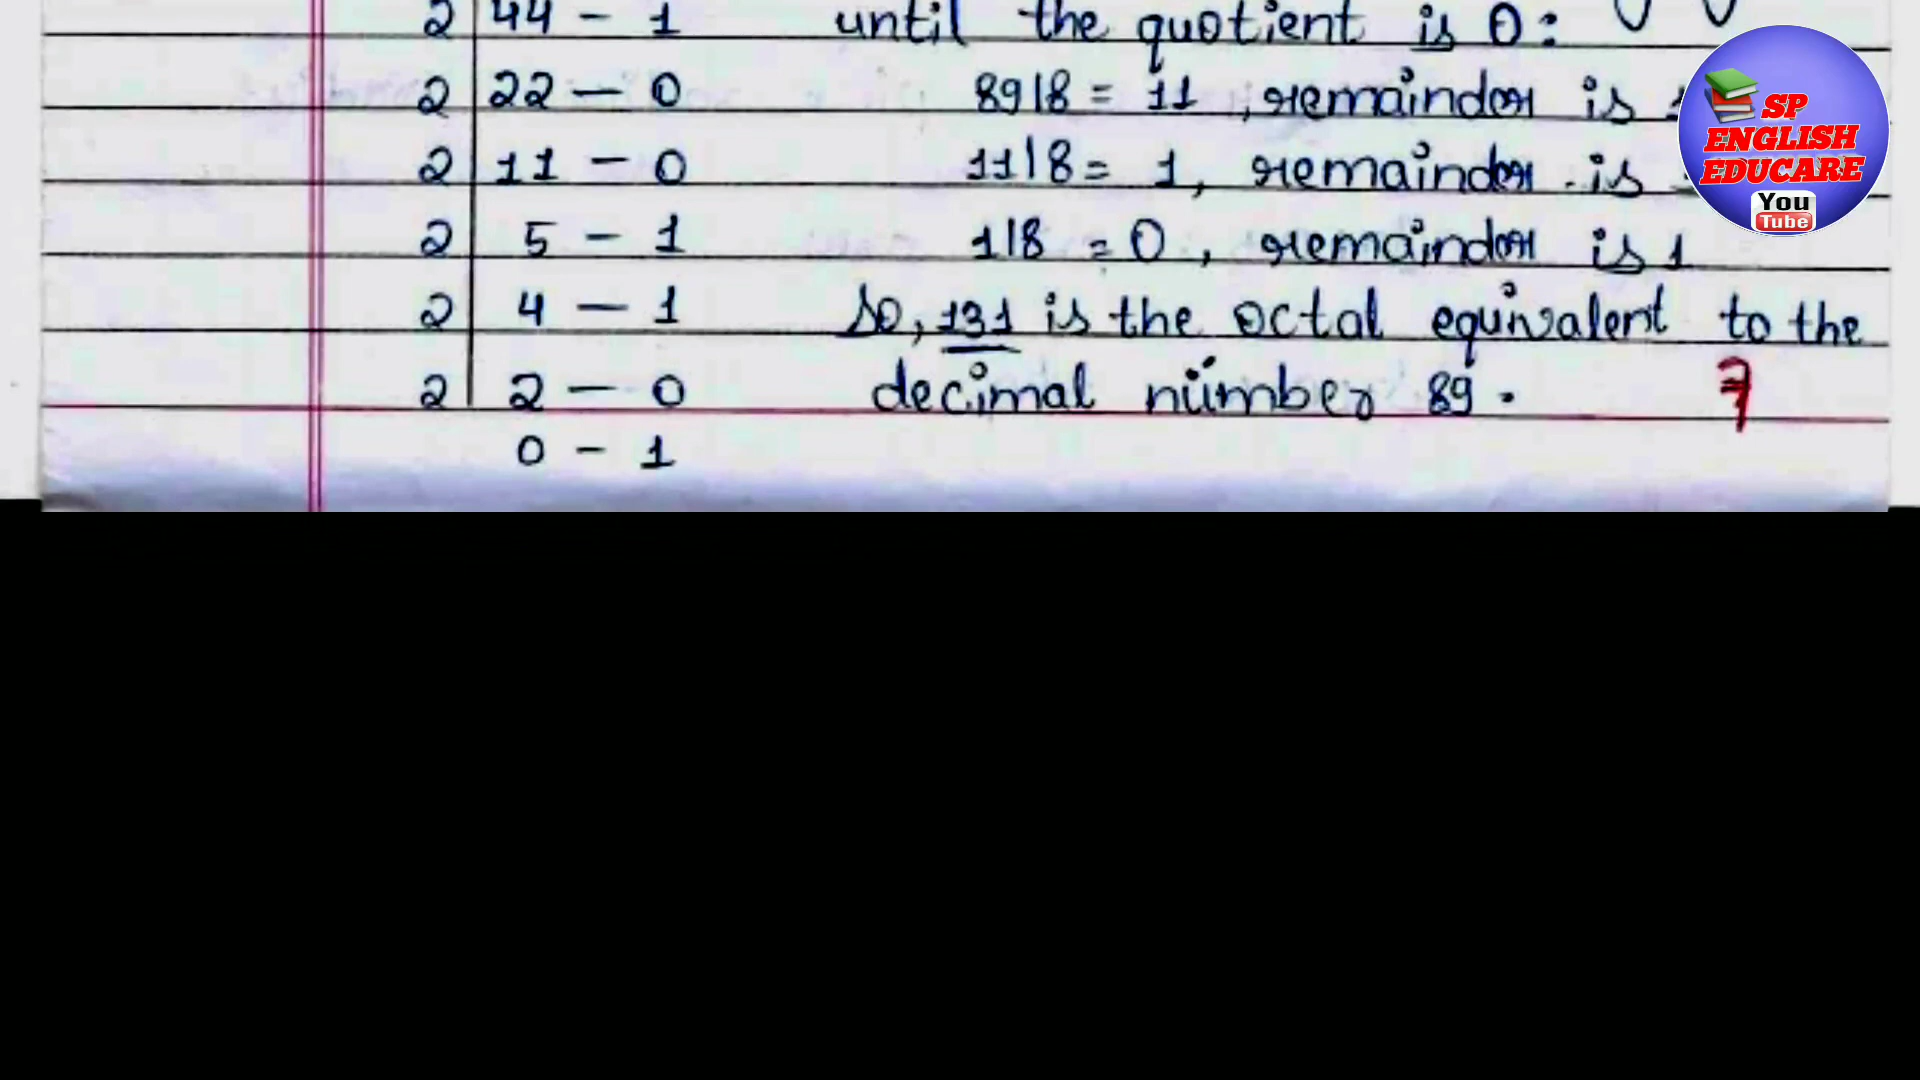 2 44 - 1 until the quotient is 0:
2 22 - 0 89|8 = 11, remainder is
2 11 - 0 11|8 = 1, remainder is
2 5 - 1 1|8 = 0, remainder is 1
2 4 - 1 So, 131 is the octal equivalent to the
2 2 - 0 decimal number 89.
0 - 1
7
SP
ENGLISH
EDUCARE
You
Tube